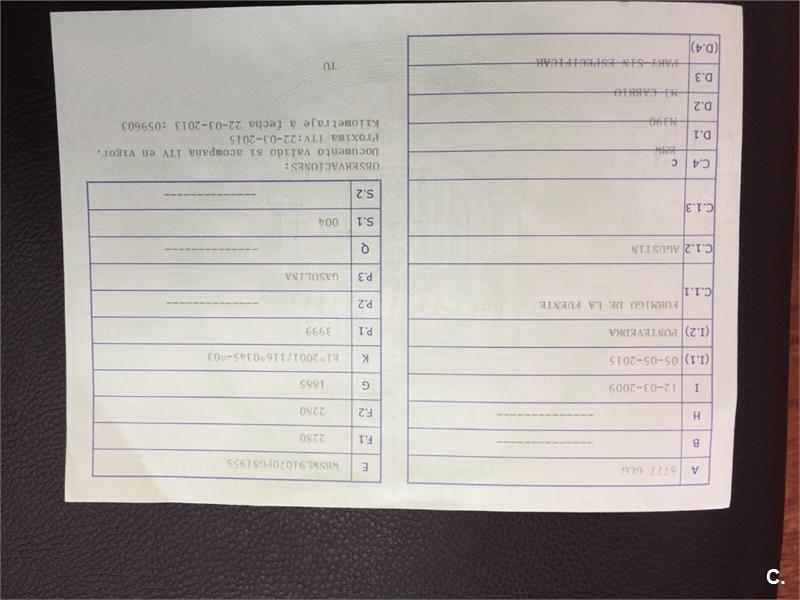 A 8777 GLG
B ----------------
H ----------------
I 12-03-2009
(I.1) 05-05-2015
(I.2) PONTEVEDRA
C.1.1 FORMIGO DE LA FUENTE
C.1.2 AGUSTIN
C.1.3
C.4 c
D.1 BMW
D.2 M390
D.3 M3 CABRIO
(D.4) PART-SIN ESPECIFICAR
E WBSWL91070PG81958
F.1 2280
F.2 2280
G 1885
K E1*2001/116*0345-*03
P.1 3999
P.2 ----------------
P.3 GASOLINA
Q ----------------
S.1 004
S.2 ----------------
OBSERVACIONES:
Documento valido si acompaña ITV en vigor.
Proxima ITV:22-03-2015
Kilometraje a fecha 22-03-2013 :059603
TU
C.